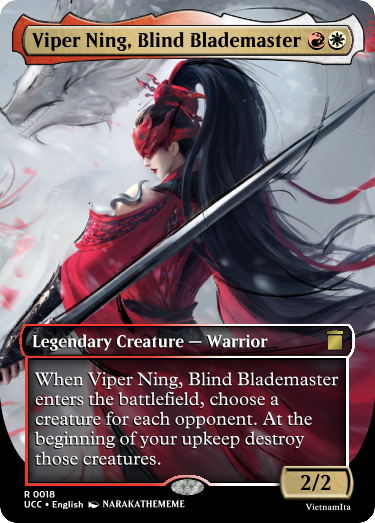 Viper Ning, Blind Blademaster
Legendary Creature — Warrior
When Viper Ning, Blind Blademaster
enters the battlefield, choose a
creature for each opponent. At the
beginning of your upkeep destroy
those creatures.
2/2
R 0018
UCC • English NARAKATHEMEME
VietnamIta